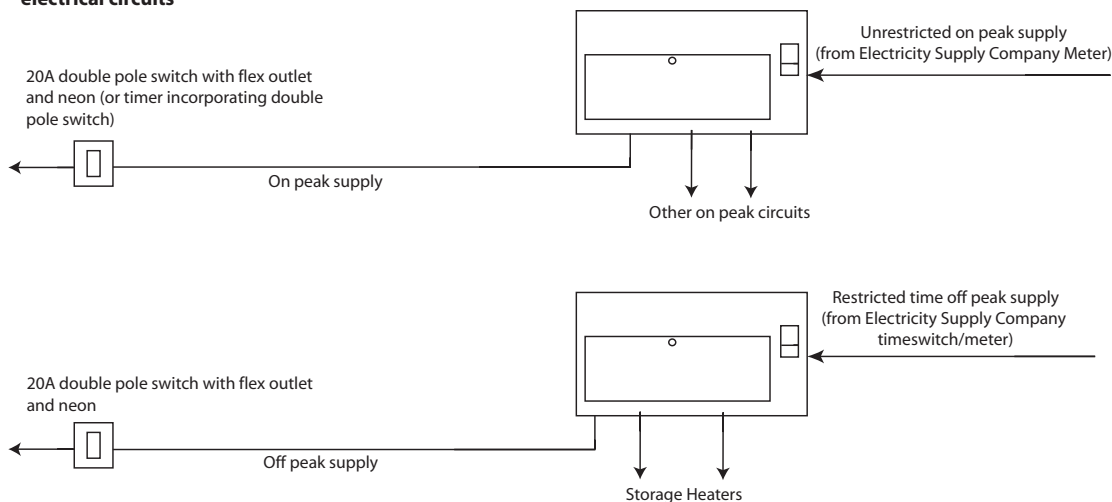 electrical circuits
Unrestricted on peak supply
(from Electricity Supply Company Meter)
20A double pole switch with flex outlet
and neon (or timer incorporating double
pole switch)
On peak supply
Other on peak circuits
Restricted time off peak supply
(from Electricity Supply Company
timeswitch/meter)
20A double pole switch with flex outlet
and neon
Off peak supply
Storage Heaters